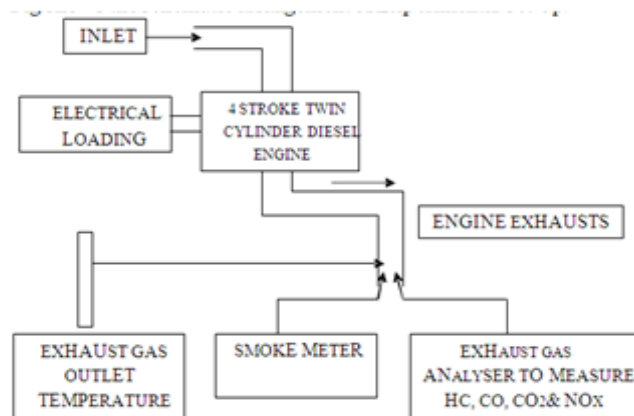 INLET
ELECTRICAL
LOADING
4 STROKE TWIN
CYLINDER DIESEL
ENGINE
ENGINE EXHAUSTS
EXHAUST GAS
OUTLET
TEMPERATURE
SMOKE METER
EXHAUST GAS
ANALYSER TO MEASURE
HC, CO, CO2& NOX